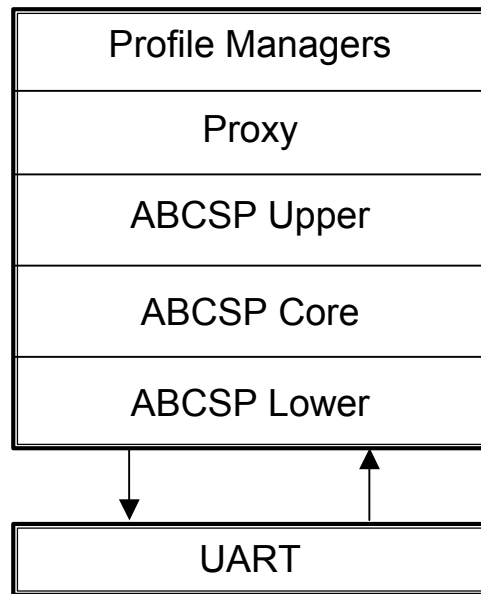 Profile Managers
Proxy
ABCSP Upper
ABCSP Core
ABCSP Lower
UART